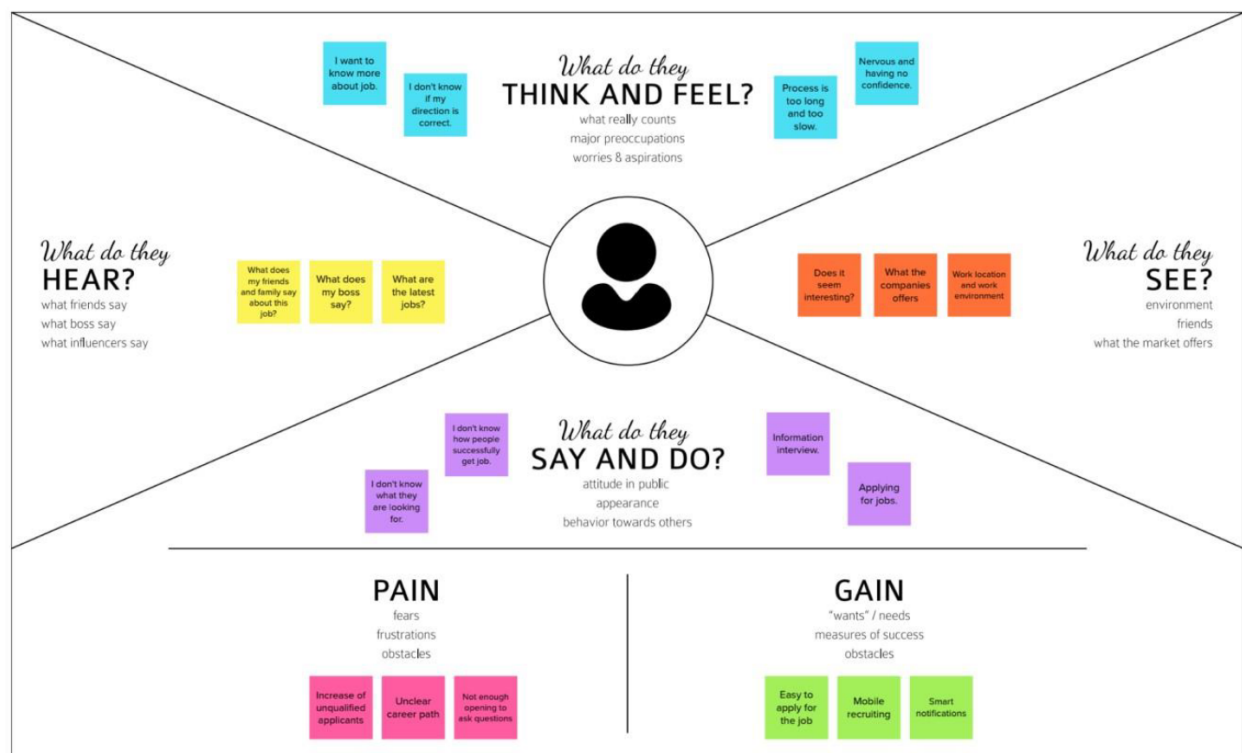 I want to
know more
about job.
I don't know
if my
direction is
correct.
What do they
THINK AND FEEL?
what really counts
major preoccupations
worries & aspirations
Process is
too long
and too
slow.
Nervous and
having no
confidence.
What do they
HEAR?
what friends say
what boss say
what influencers say
What does
my friends
and family say
about this
job?
What does
my boss
say?
What are
the latest
jobs?
Does it
seem
interesting?
What the
companies
offers
Work location
and work
environment
What do they
SEE?
environment
friends
what the market offers
I don't know
how people
successfully
get job.
I don't know
what they
are looking
for.
What do they
SAY AND DO?
attitude in public
appearance
behavior towards others
Information
interview.
Applying
for jobs.
PAIN
fears
frustrations
obstacles
Increase of
unqualified
applicants
Unclear
career path
Not enough
opening to
ask questions
GAIN
"wants" / needs
measures of success
obstacles
Easy to
apply for
the job
Mobile
recruiting
Smart
notifications